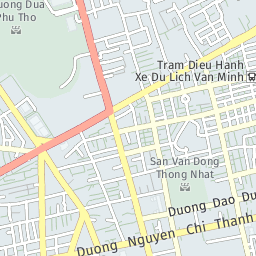 uong Dua
Phu Tho
Tram Dieu Hanh
Xe Du Lich Van Minh
San Van Dong
Thong Nhat
Duong Dao Du
Duong Nguyen Chi Thanh